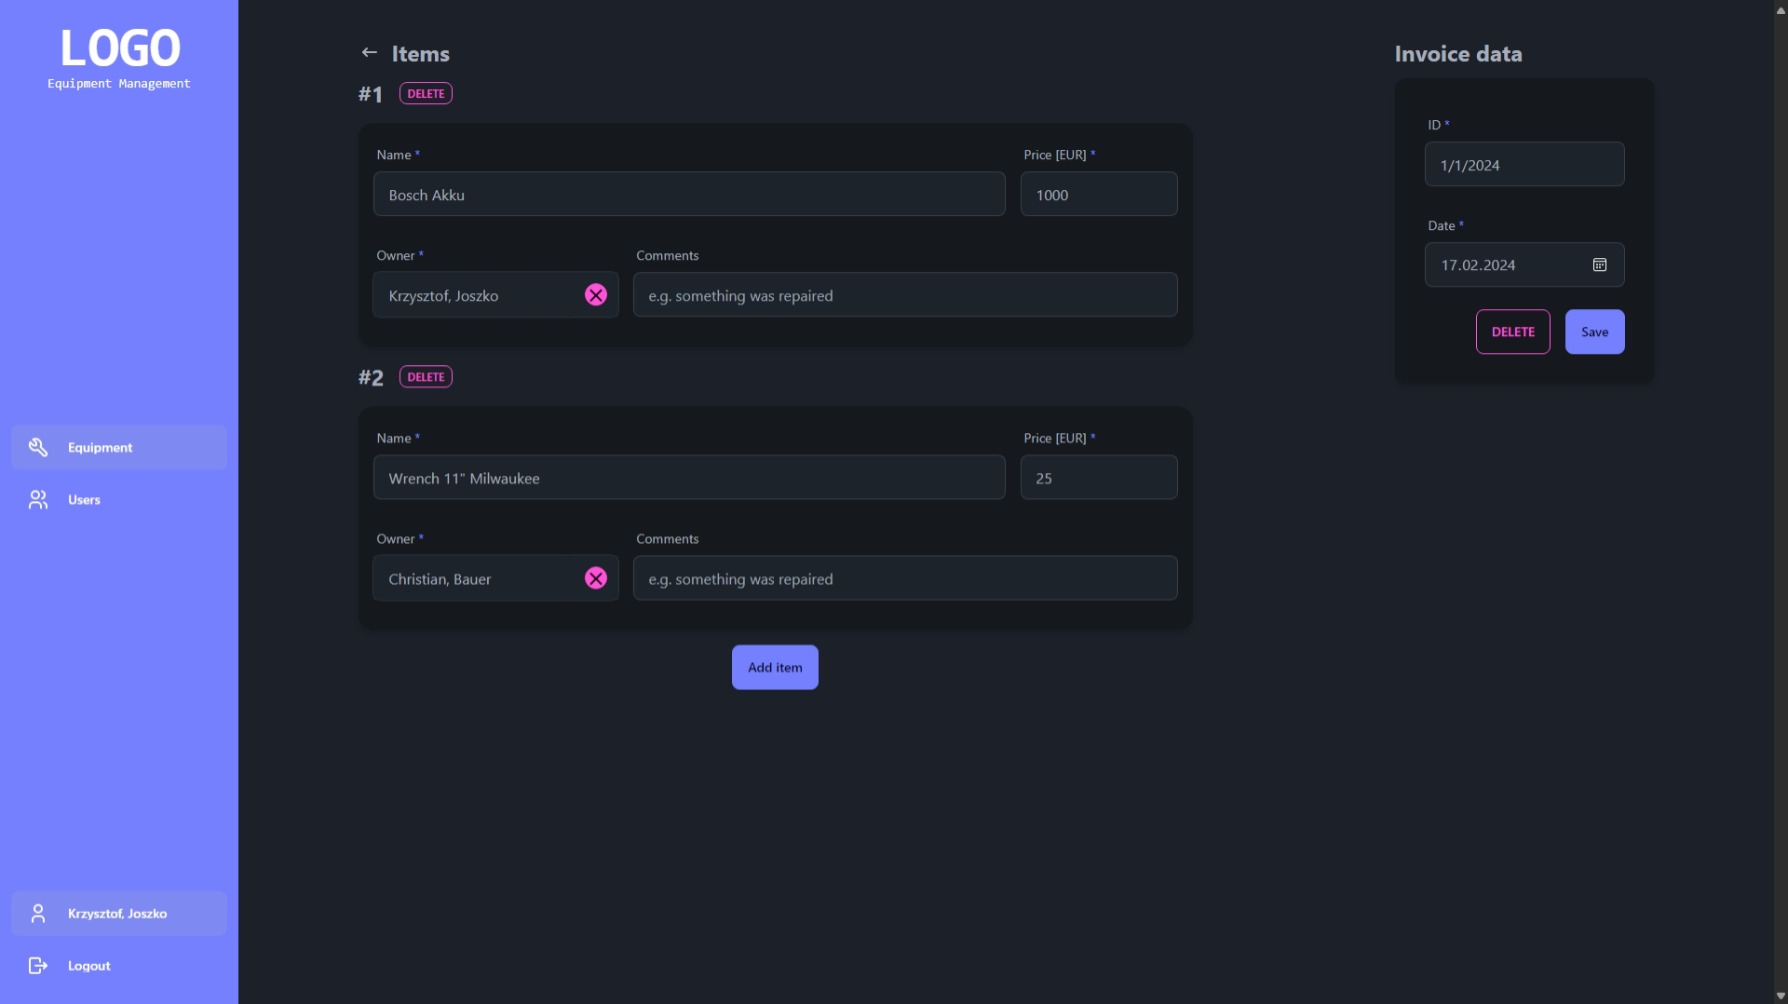 LOGO
Equipment Management
Equipment
Users
Krzysztof, Joszko
Logout
Items
#1 DELETE
Name * Price [EUR] *
Bosch Akku 1000
Owner * Comments
Krzysztof, Joszko e.g. something was repaired
#2 DELETE
Name * Price [EUR] *
Wrench 11" Milwaukee 25
Owner * Comments
Christian, Bauer e.g. something was repaired
Add item
Invoice data
ID *
1/1/2024
Date *
17.02.2024
DELETE Save